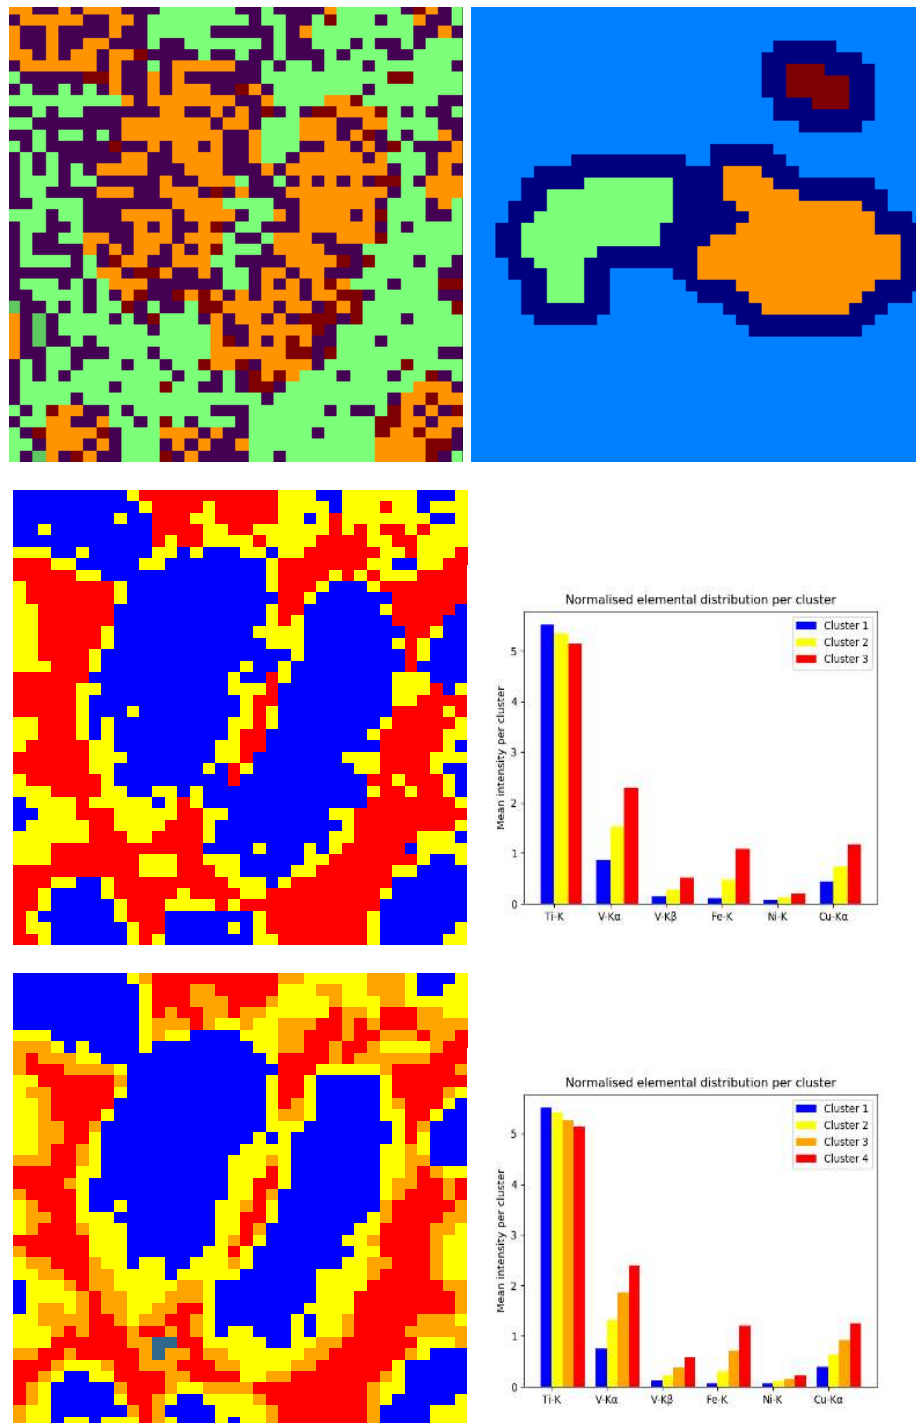 Normalised elemental distribution per cluster
Mean intensity per cluster
5
4
3
2
1
0
Cluster 1
Cluster 2
Cluster 3
Ti-K V-Kα V-Kβ Fe-K Ni-K Cu-Kα
Normalised elemental distribution per cluster
Mean intensity per cluster
5
4
3
2
1
0
Cluster 1
Cluster 2
Cluster 3
Cluster 4
Ti-K V-Kα V-Kβ Fe-K Ni-K Cu-Kα